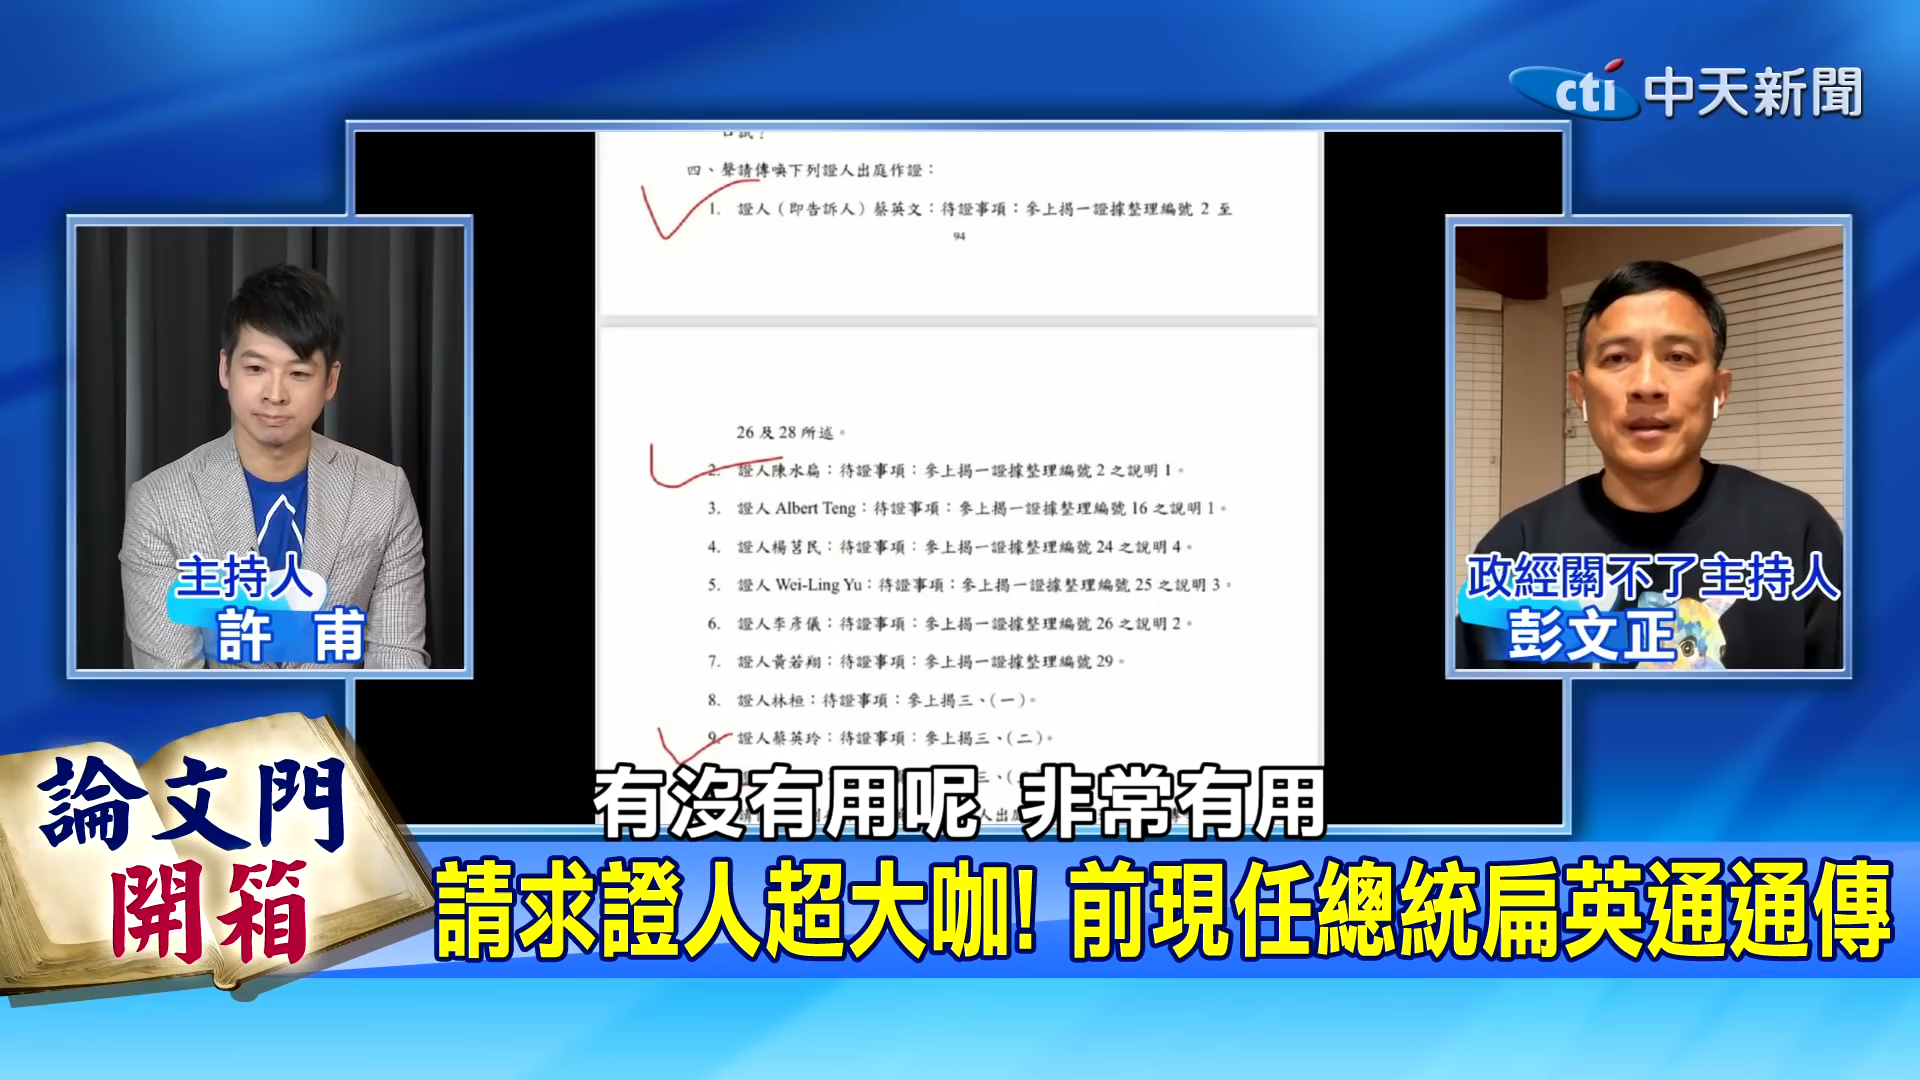 cti 中天新聞
口試？
四、聲請傳喚下列證人出庭作證：
1. 證人（即告訴人）蔡英文：待證事項：參上揭一證據整理編號 2 至
94
26 及 28 所述。
2. 證人陳水扁：待證事項：參上揭一證據整理編號 2 之說明 1。
3. 證人 Albert Teng：待證事項：參上揭一證據整理編號 16 之說明 1。
4. 證人楊莒民：待證事項：參上揭一證據整理編號 24 之說明 4。
5. 證人 Wei-Ling Yu：待證事項：參上揭一證據整理編號 25 之說明 3。
6. 證人李彥儀：待證事項：參上揭一證據整理編號 26 之說明 2。
7. 證人黃若翔：待證事項：參上揭一證據整理編號 29。
8. 證人林桓：待證事項：參上揭三、（一）。
9. 證人蔡英玲：待證事項：參上揭三、（二）。
主持人
許 甫
政經關不了主持人
彭文正
有沒有用呢 非常有用
論文門
開箱
請求證人超大咖! 前現任總統扁英通通傳